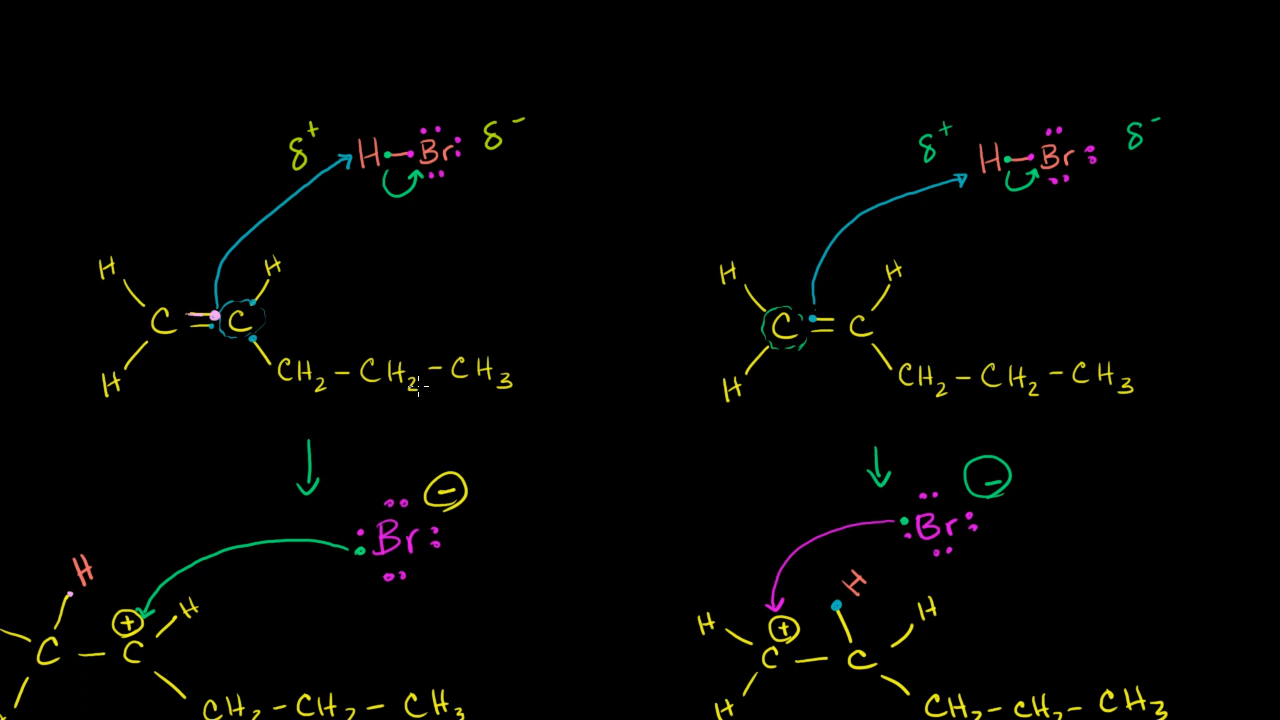 δ+ H–Br δ−
δ+ H–Br δ−
H H
C=C
H CH2–CH2–CH3
H H
C=C
H CH2–CH2–CH3
Br −
Br −
H
+ H
C–C
CH2–CH2–CH3
H H
H + C–C
H CH2–CH2–CH3